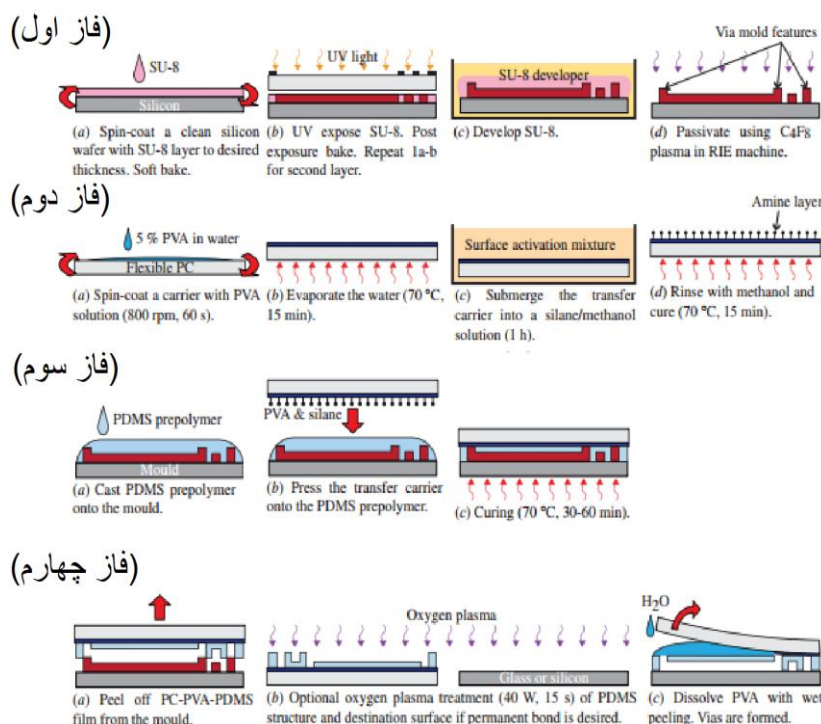 (فاز اول
SU-8
Silicon
(a) Spin-coat a clean silicon
wafer with SU-8 layer to desired
thickness. Soft bake.
UV light
(b) UV expose SU-8. Post
exposure bake. Repeat 1a-b
for second layer.
SU-8 developer
(c) Develop SU-8.
Via mold features
(d) Passivate using C4F8
plasma in RIE machine.
(فاز دوم
5 % PVA in water
Flexible PC
(a) Spin-coat a carrier with PVA
solution (800 rpm, 60 s).
(b) Evaporate the water (70 °C,
15 min).
Surface activation mixture
(c) Submerge the transfer
carrier into a silane/methanol
solution (1 h).
Amine layer
(d) Rinse with methanol and
cure (70 °C, 15 min).
(فاز سوم
PDMS prepolymer
Mould
(a) Cast PDMS prepolymer
onto the mould.
PVA & silane
(b) Press the transfer carrier
onto the PDMS prepolymer.
(c) Curing (70 °C, 30-60 min).
(فاز چهارم
(a) Peel off PC-PVA-PDMS
film from the mould.
Oxygen plasma
Glass or silicon
(b) Optional oxygen plasma treatment (40 W, 15 s) of PDMS
structure and destination surface if permanent bond is desired.
H2O
(c) Dissolve PVA with wet
peeling. Vias are formed.